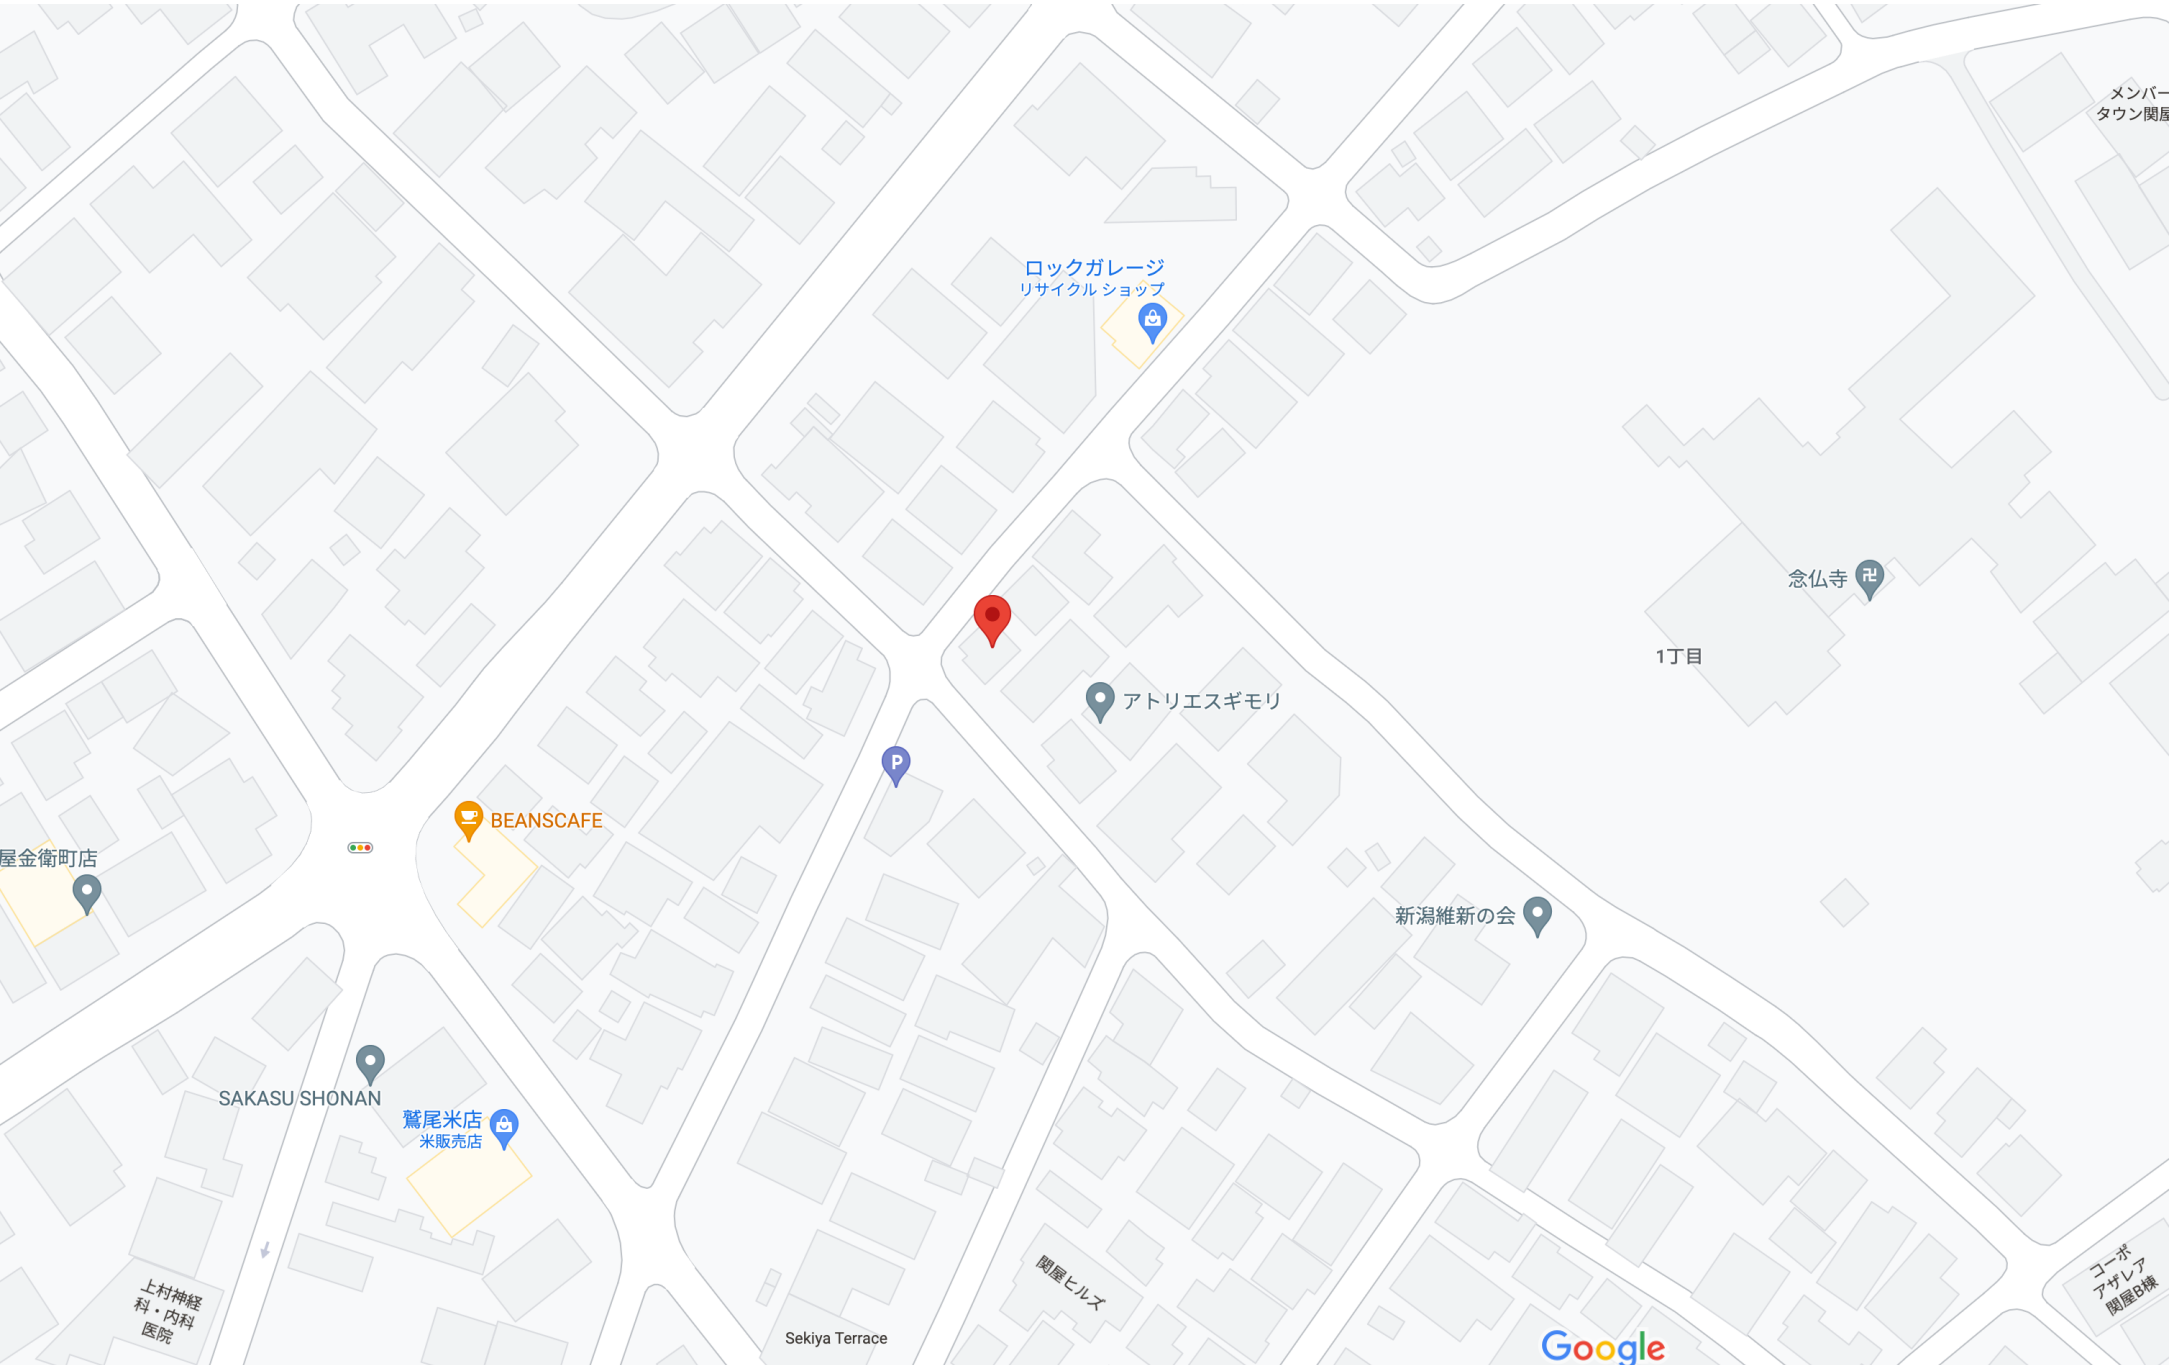 メンバー
タウン関屋
ロックガレージ
リサイクル ショップ
念仏寺
1丁目
アトリエスギモリ
P
BEANSCAFE
屋金衛町店
新潟維新の会
SAKASU SHONAN
鷲尾米店
米販売店
関屋ヒルズ
コーポ
アザレア
関屋B棟
上村神経
科・内科
医院
Sekiya Terrace
Google